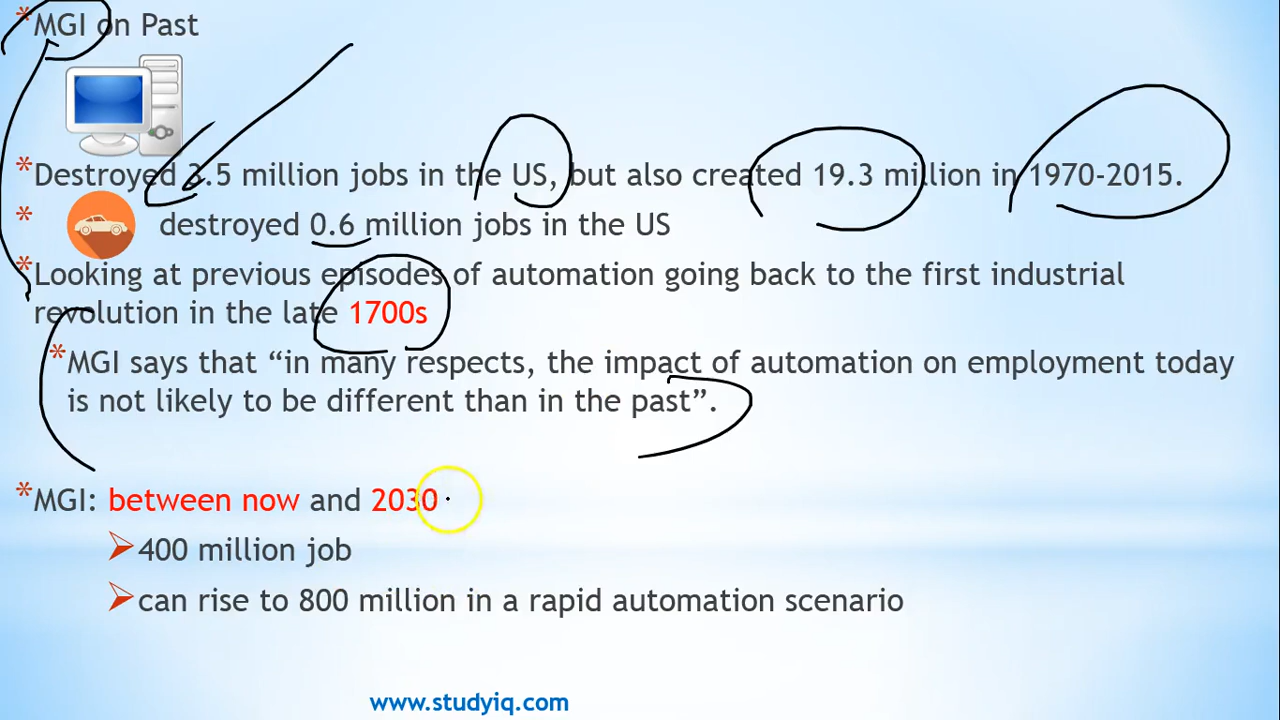 *MGI on Past
*Destroyed 3.5 million jobs in the US, but also created 19.3 million in 1970-2015.
* destroyed 0.6 million jobs in the US
*Looking at previous episodes of automation going back to the first industrial
revolution in the late 1700s
*MGI says that “in many respects, the impact of automation on employment today
is not likely to be different than in the past”.
*MGI: between now and 2030
➢400 million job
➢can rise to 800 million in a rapid automation scenario
www.studyiq.com